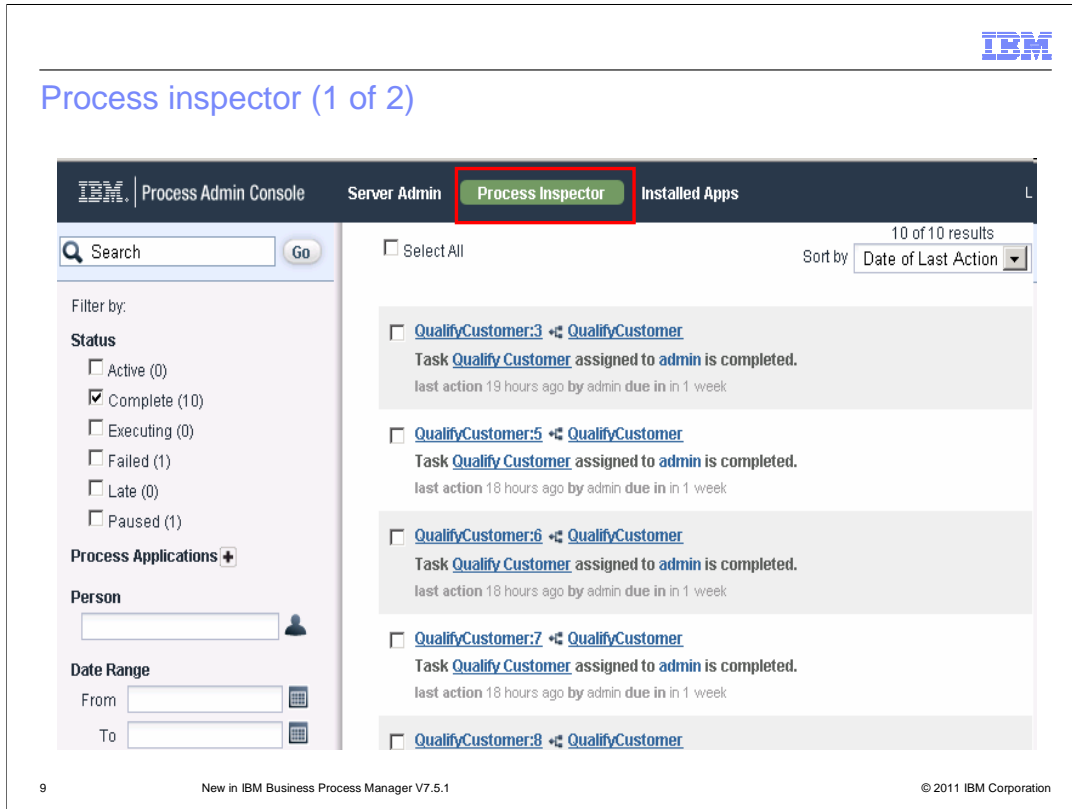 IBM
Process inspector (1 of 2)
IBM. Process Admin Console Server Admin Process Inspector Installed Apps L
Search Go
Select All
10 of 10 results
Sort by Date of Last Action
Filter by:
Status
Active (0)
Complete (10)
Executing (0)
Failed (1)
Late (0)
Paused (1)
Process Applications
Person
Date Range
From
To
QualifyCustomer:3 QualifyCustomer
Task Qualify Customer assigned to admin is completed.
last action 19 hours ago by admin due in in 1 week
QualifyCustomer:5 QualifyCustomer
Task Qualify Customer assigned to admin is completed.
last action 18 hours ago by admin due in in 1 week
QualifyCustomer:6 QualifyCustomer
Task Qualify Customer assigned to admin is completed.
last action 18 hours ago by admin due in in 1 week
QualifyCustomer:7 QualifyCustomer
Task Qualify Customer assigned to admin is completed.
last action 18 hours ago by admin due in in 1 week
QualifyCustomer:8 QualifyCustomer
9 New in IBM Business Process Manager V7.5.1 © 2011 IBM Corporation